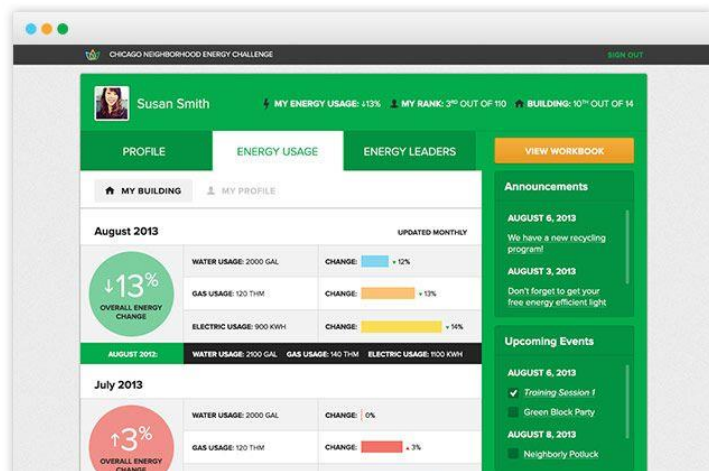 CHICAGO NEIGHBORHOOD ENERGY CHALLENGE
SIGN OUT
Susan Smith
MY ENERGY USAGE: ↓13%
MY RANK: 3RD OUT OF 110
BUILDING: 10TH OUT OF 14
PROFILE
ENERGY USAGE
ENERGY LEADERS
VIEW WORKBOOK
MY BUILDING
MY PROFILE
August 2013
UPDATED MONTHLY
↓13%
OVERALL ENERGY
CHANGE
WATER USAGE: 2000 GAL
CHANGE: ▾ 12%
GAS USAGE: 120 THM
CHANGE: ▾ 13%
ELECTRIC USAGE: 900 KWH
CHANGE: ▾ 14%
AUGUST 2012:
WATER USAGE: 2100 GAL GAS USAGE: 140 THM ELECTRIC USAGE: 1100 KWH
July 2013
↑3%
OVERALL ENERGY
CHANGE
WATER USAGE: 2000 GAL
CHANGE: 0%
GAS USAGE: 120 THM
CHANGE: ▴ 3%
Announcements
AUGUST 6, 2013
We have a new recycling
program!
AUGUST 3, 2013
Don't forget to get your
free energy efficient light
Upcoming Events
AUGUST 6, 2013
Training Session 1
Green Block Party
AUGUST 8, 2013
Neighborly Potluck